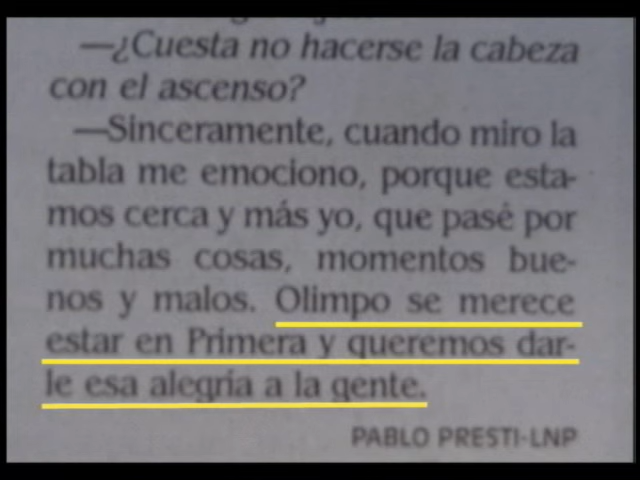 —¿Cuesta no hacerse la cabeza
con el ascenso?
—Sinceramente, cuando miro la
tabla me emociono, porque esta-
mos cerca y más yo, que pasé por
muchas cosas, momentos bue-
nos y malos. Olimpo se merece
estar en Primera y queremos dar-
le esa alegría a la gente.
PABLO PRESTI-LNP